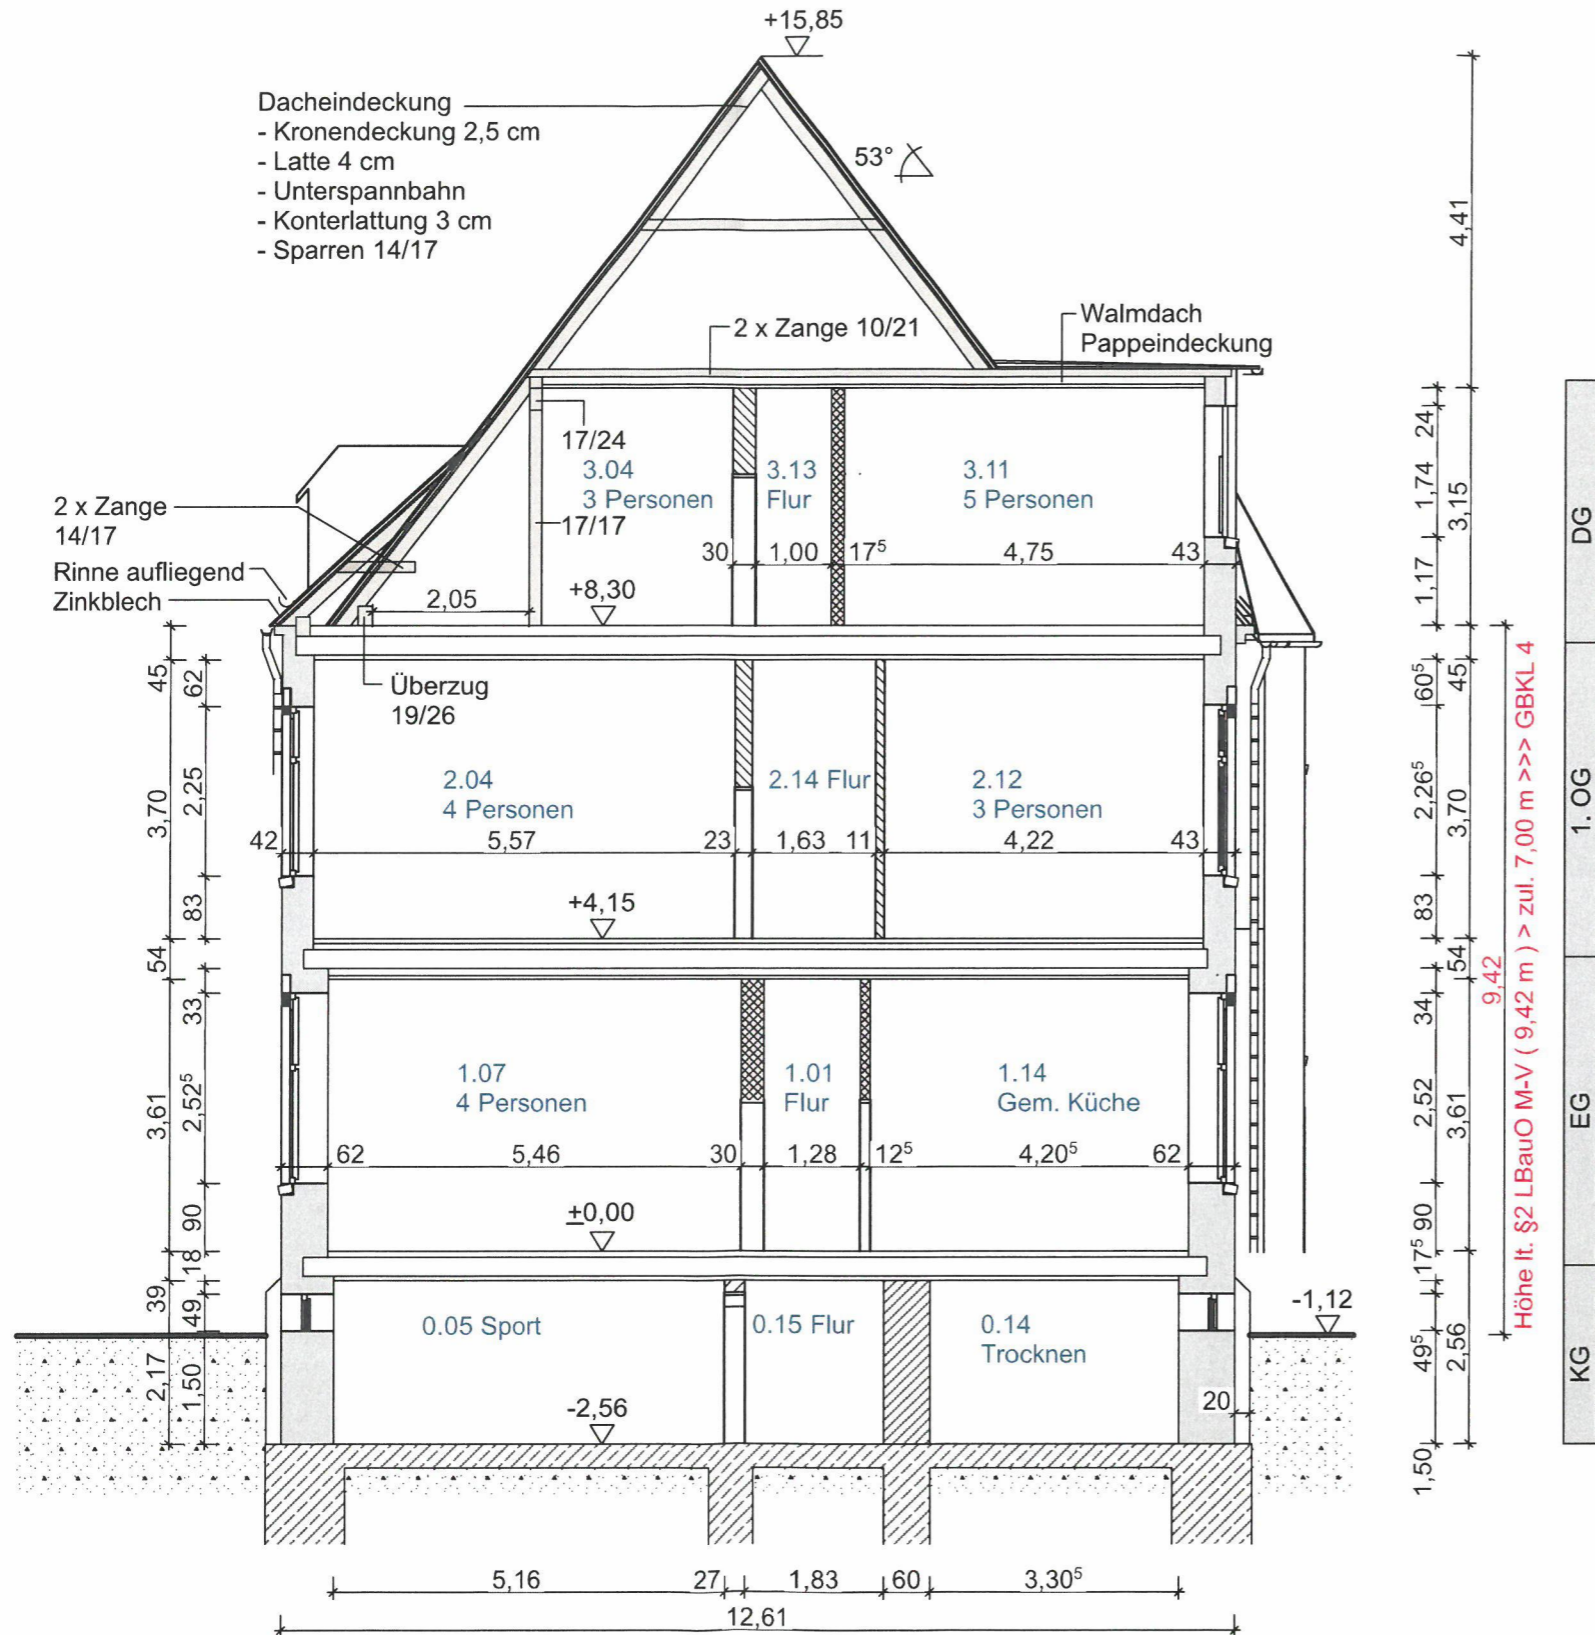 +15,85
Dacheindeckung
- Kronendeckung 2,5 cm
- Latte 4 cm
- Unterspannbahn
- Konterlattung 3 cm
- Sparren 14/17
53°
4,41
2 x Zange 10/21
Walmdach
Pappeindeckung
17/24
3.04
3 Personen
3.13
Flur
3.11
5 Personen
2 x Zange
14/17
17/17
30
1,00
17⁵
4,75
43
Rinne aufliegend
Zinkblech
2,05
+8,30
24
1,74
1,17
3,15
DG
Überzug
19/26
45
62
3,70
2,25
83
2.04
4 Personen
2.14 Flur
2.12
3 Personen
42
5,57
23
1,63
11
4,22
43
+4,15
60⁵
2,26⁵
83
45
3,70
1. OG
54
33
3,61
2,52⁵
90
1.07
4 Personen
1.01
Flur
1.14
Gem. Küche
62
5,46
30
1,28
12⁵
4,20⁵
62
±0,00
54
34
2,52
3,61
90
9,42
Höhe lt. §2 LBauO M-V ( 9,42 m ) > zul. 7,00 m >>> GBKL 4
EG
18
39
49
2,17
1,50
0.05 Sport
0.15 Flur
0.14
Trocknen
-1,12
-2,56
20
17⁵
49⁵
2,56
1,50
KG
5,16
27
1,83
60
3,30⁵
12,61